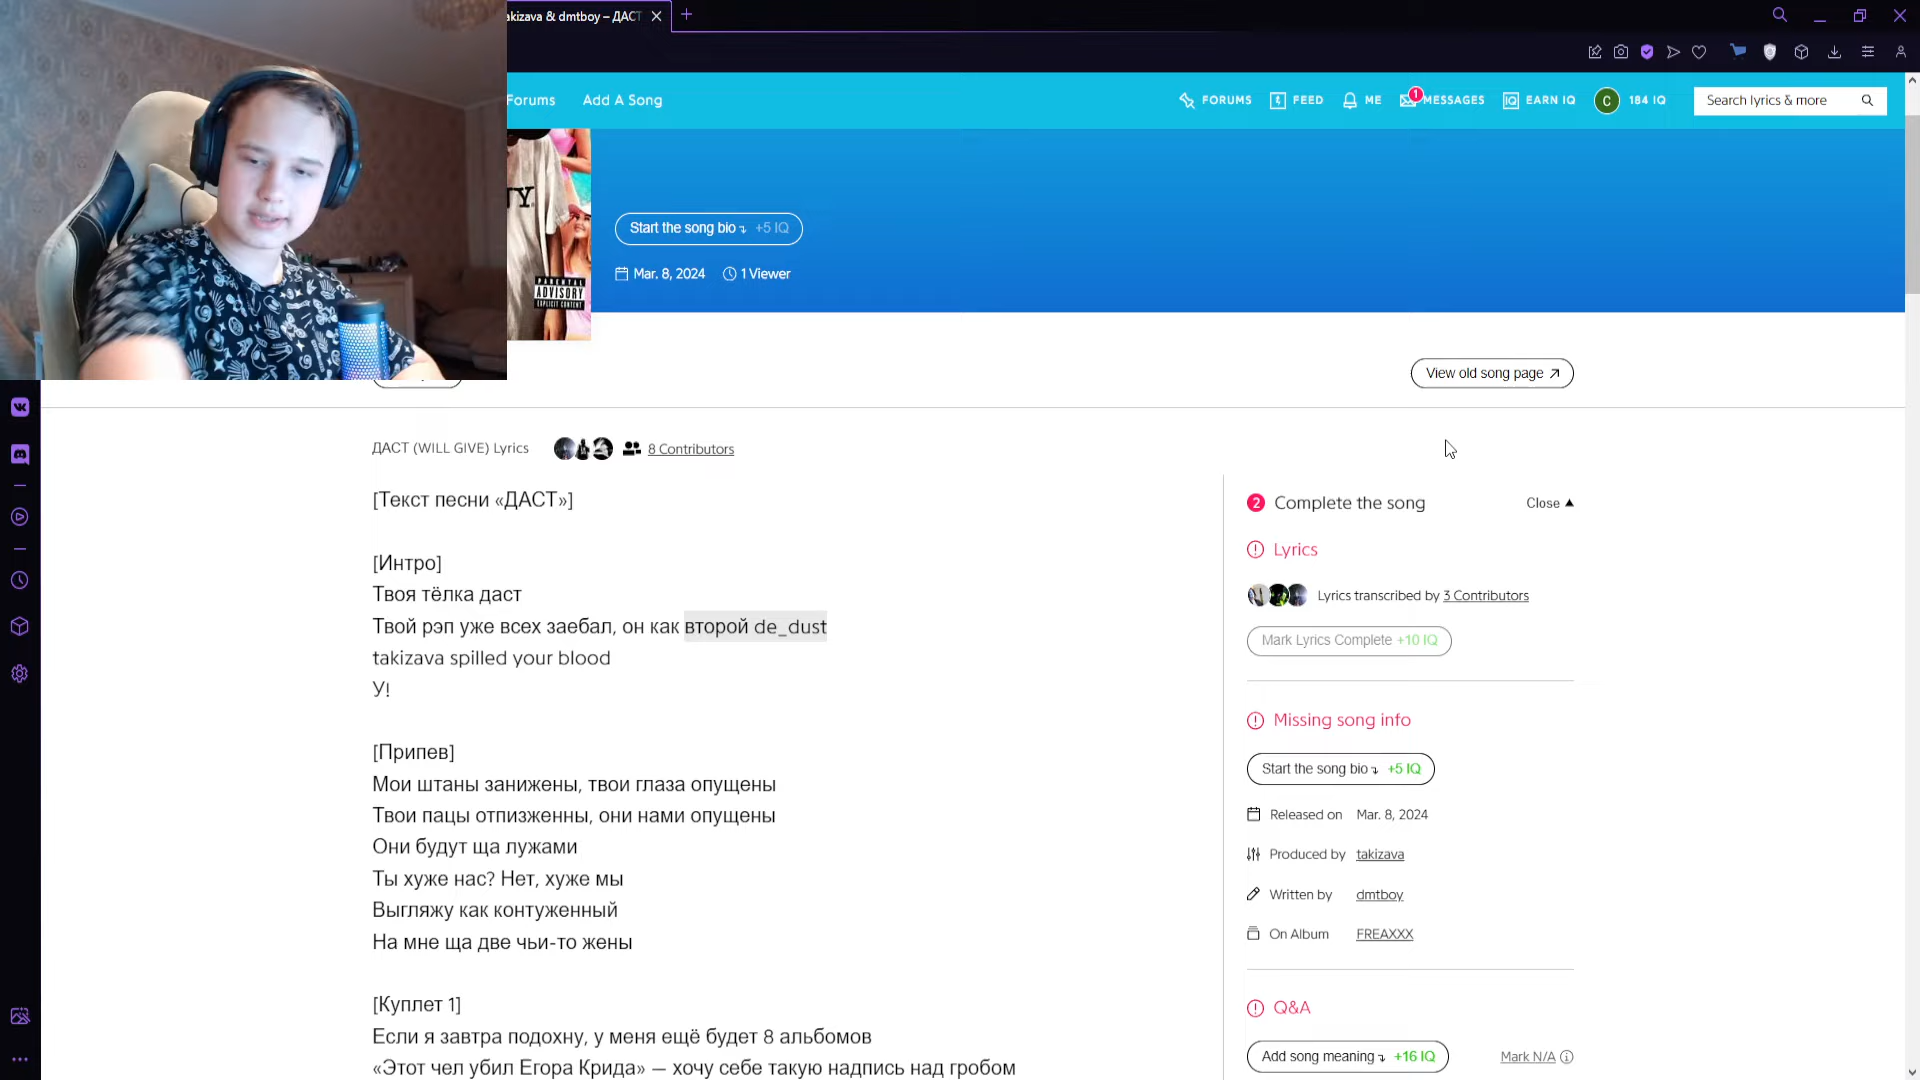 akizava & dmtboy – ДАСТ
Forums
Add A Song
FORUMS
FEED
ME
1
MESSAGES
IQ
EARN IQ
C
184 IQ
Search lyrics & more
Start the song bio +5 IQ
Mar. 8, 2024
1 Viewer
PARENTAL
ADVISORY
EXPLICIT CONTENT
View old song page
ДАСТ (WILL GIVE) Lyrics
8 Contributors
[Текст песни «ДАСТ»]
[Интро]
Твоя тёлка даст
Твой рэп уже всех заебал, он как второй de_dust
takizava spilled your blood
У!
[Припев]
Мои штаны занижены, твои глаза опущены
Твои пацы отпизженны, они нами опущены
Они будут ща лужами
Ты хуже нас? Нет, хуже мы
Выгляжу как контуженный
На мне ща две чьи-то жены
[Куплет 1]
Если я завтра подохну, у меня ещё будет 8 альбомов
«Этот чел убил Егора Крида» — хочу себе такую надпись над гробом
2 Complete the song
Close
Lyrics
Lyrics transcribed by 3 Contributors
Mark Lyrics Complete +10 IQ
Missing song info
Start the song bio +5 IQ
Released on Mar. 8, 2024
Produced by takizava
Written by dmtboy
On Album FREAXXX
Q&A
Add song meaning +16 IQ
Mark N/A